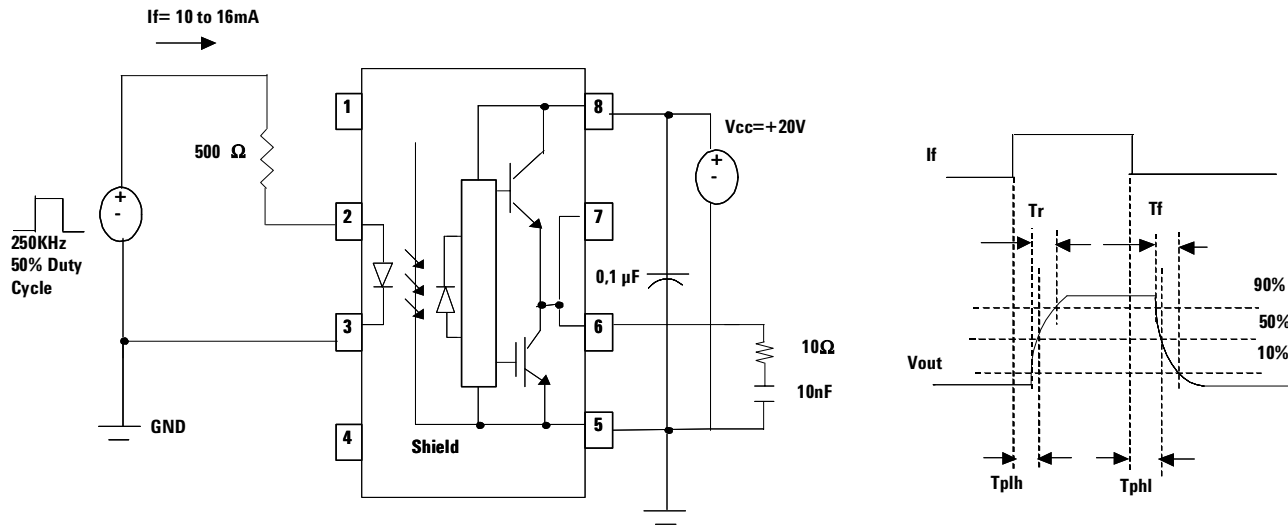 If= 10 to 16mA
1
8
Vcc=+20V
500 Ω
+
-
If
+
-
2
7
Tr
Tf
250KHz
50% Duty
Cycle
0,1 µF
90%
3
6
50%
10Ω
10%
Vout
10nF
GND
4
Shield
5
Tplh
Tphl